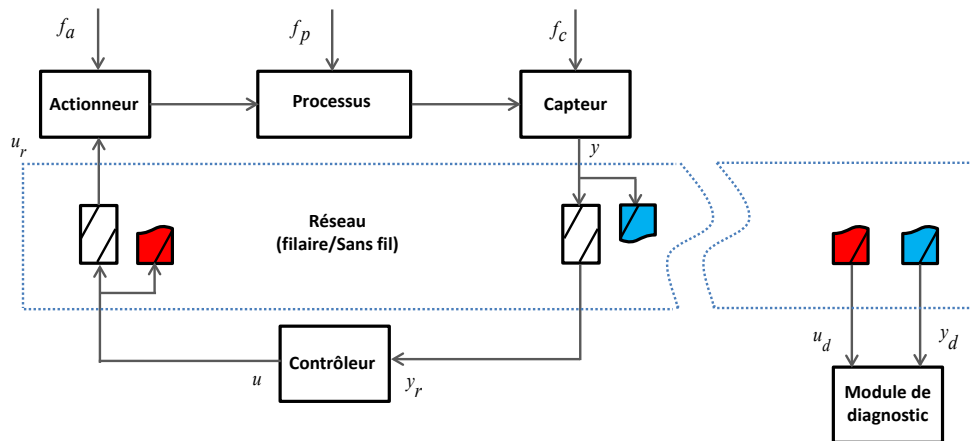 f_a
f_p
f_c
Actionneur
Processus
Capteur
u_r
y
Réseau
(filaire/Sans fil)
Contrôleur
u
y_r
u_d
y_d
Module de
diagnostic